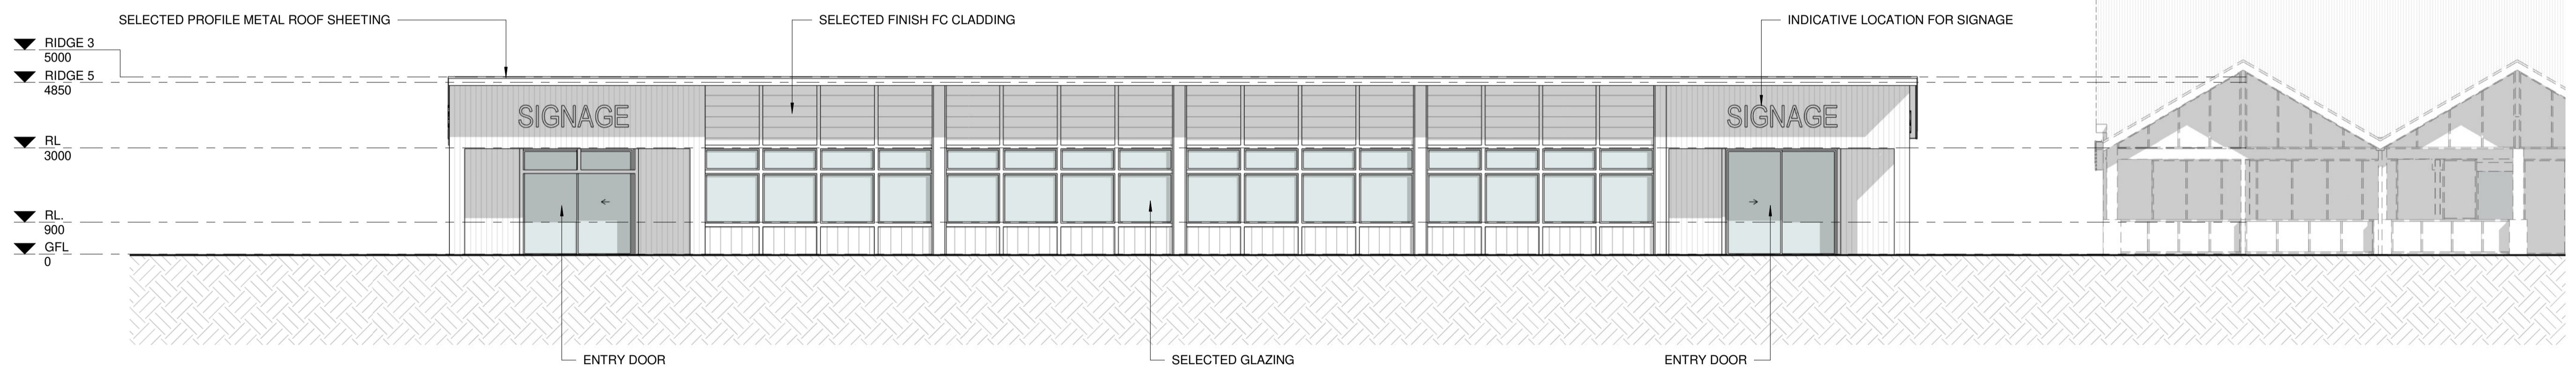 SELECTED PROFILE METAL ROOF SHEETING
SELECTED FINISH FC CLADDING
INDICATIVE LOCATION FOR SIGNAGE
RIDGE 3
5000
RIDGE 5
4850
SIGNAGE
SIGNAGE
RL
3000
RL.
900
GFL
0
ENTRY DOOR
SELECTED GLAZING
ENTRY DOOR